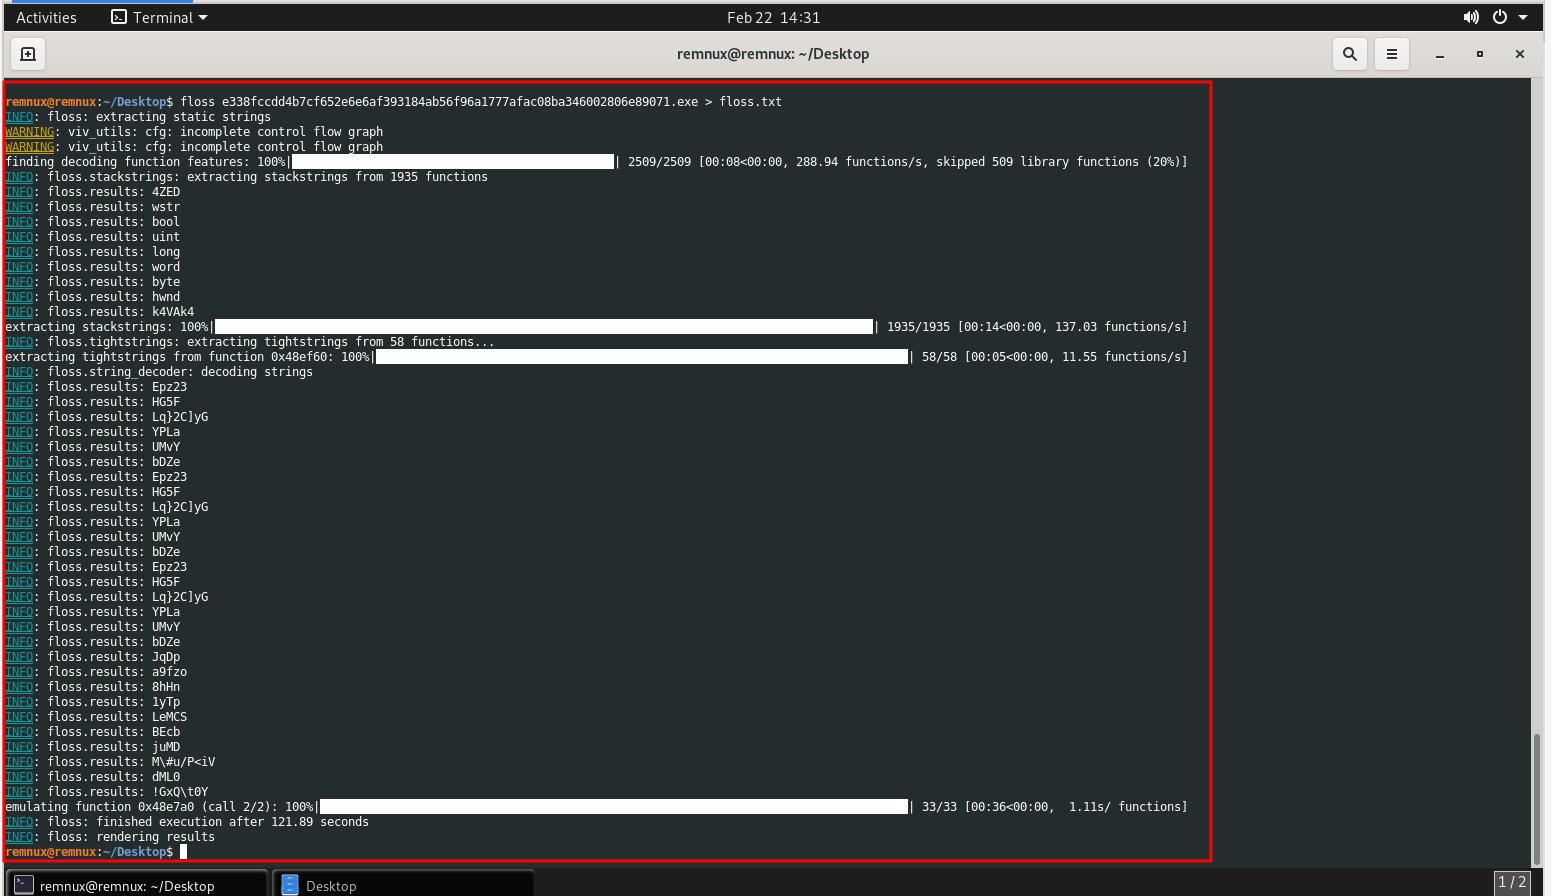 Activities Terminal Feb 22 14:31
remnux@remnux: ~/Desktop
remnux@remnux:~/Desktop$ floss e338fccdd4b7cf652e6e6af393184ab56f96a1777afac08ba346002806e89071.exe > floss.txt
INFO: floss: extracting static strings
WARNING: viv_utils: cfg: incomplete control flow graph
WARNING: viv_utils: cfg: incomplete control flow graph
finding decoding function features: 100%| | 2509/2509 [00:08<00:00, 288.94 functions/s, skipped 509 library functions (20%)]
INFO: floss.stackstrings: extracting stackstrings from 1935 functions
INFO: floss.results: 4ZED
INFO: floss.results: wstr
INFO: floss.results: bool
INFO: floss.results: uint
INFO: floss.results: long
INFO: floss.results: word
INFO: floss.results: byte
INFO: floss.results: hwnd
INFO: floss.results: k4VAk4
extracting stackstrings: 100%| | 1935/1935 [00:14<00:00, 137.03 functions/s]
INFO: floss.tightstrings: extracting tightstrings from 58 functions...
extracting tightstrings from function 0x48ef60: 100%| | 58/58 [00:05<00:00, 11.55 functions/s]
INFO: floss.string_decoder: decoding strings
INFO: floss.results: Epz23
INFO: floss.results: HG5F
INFO: floss.results: Lq}2C]yG
INFO: floss.results: YPLa
INFO: floss.results: UMvY
INFO: floss.results: bDZe
INFO: floss.results: Epz23
INFO: floss.results: HG5F
INFO: floss.results: Lq}2C]yG
INFO: floss.results: YPLa
INFO: floss.results: UMvY
INFO: floss.results: bDZe
INFO: floss.results: Epz23
INFO: floss.results: HG5F
INFO: floss.results: Lq}2C]yG
INFO: floss.results: YPLa
INFO: floss.results: UMvY
INFO: floss.results: bDZe
INFO: floss.results: JqDp
INFO: floss.results: a9fzo
INFO: floss.results: 8hHn
INFO: floss.results: 1yTp
INFO: floss.results: LeMCS
INFO: floss.results: BEcb
INFO: floss.results: juMD
INFO: floss.results: M\#u/P<iV
INFO: floss.results: dML0
INFO: floss.results: !GxQ\t0Y
emulating function 0x48e7a0 (call 2/2): 100%| | 33/33 [00:36<00:00, 1.11s/ functions]
INFO: floss: finished execution after 121.89 seconds
INFO: floss: rendering results
remnux@remnux:~/Desktop$
remnux@remnux: ~/Desktop Desktop 1 / 2